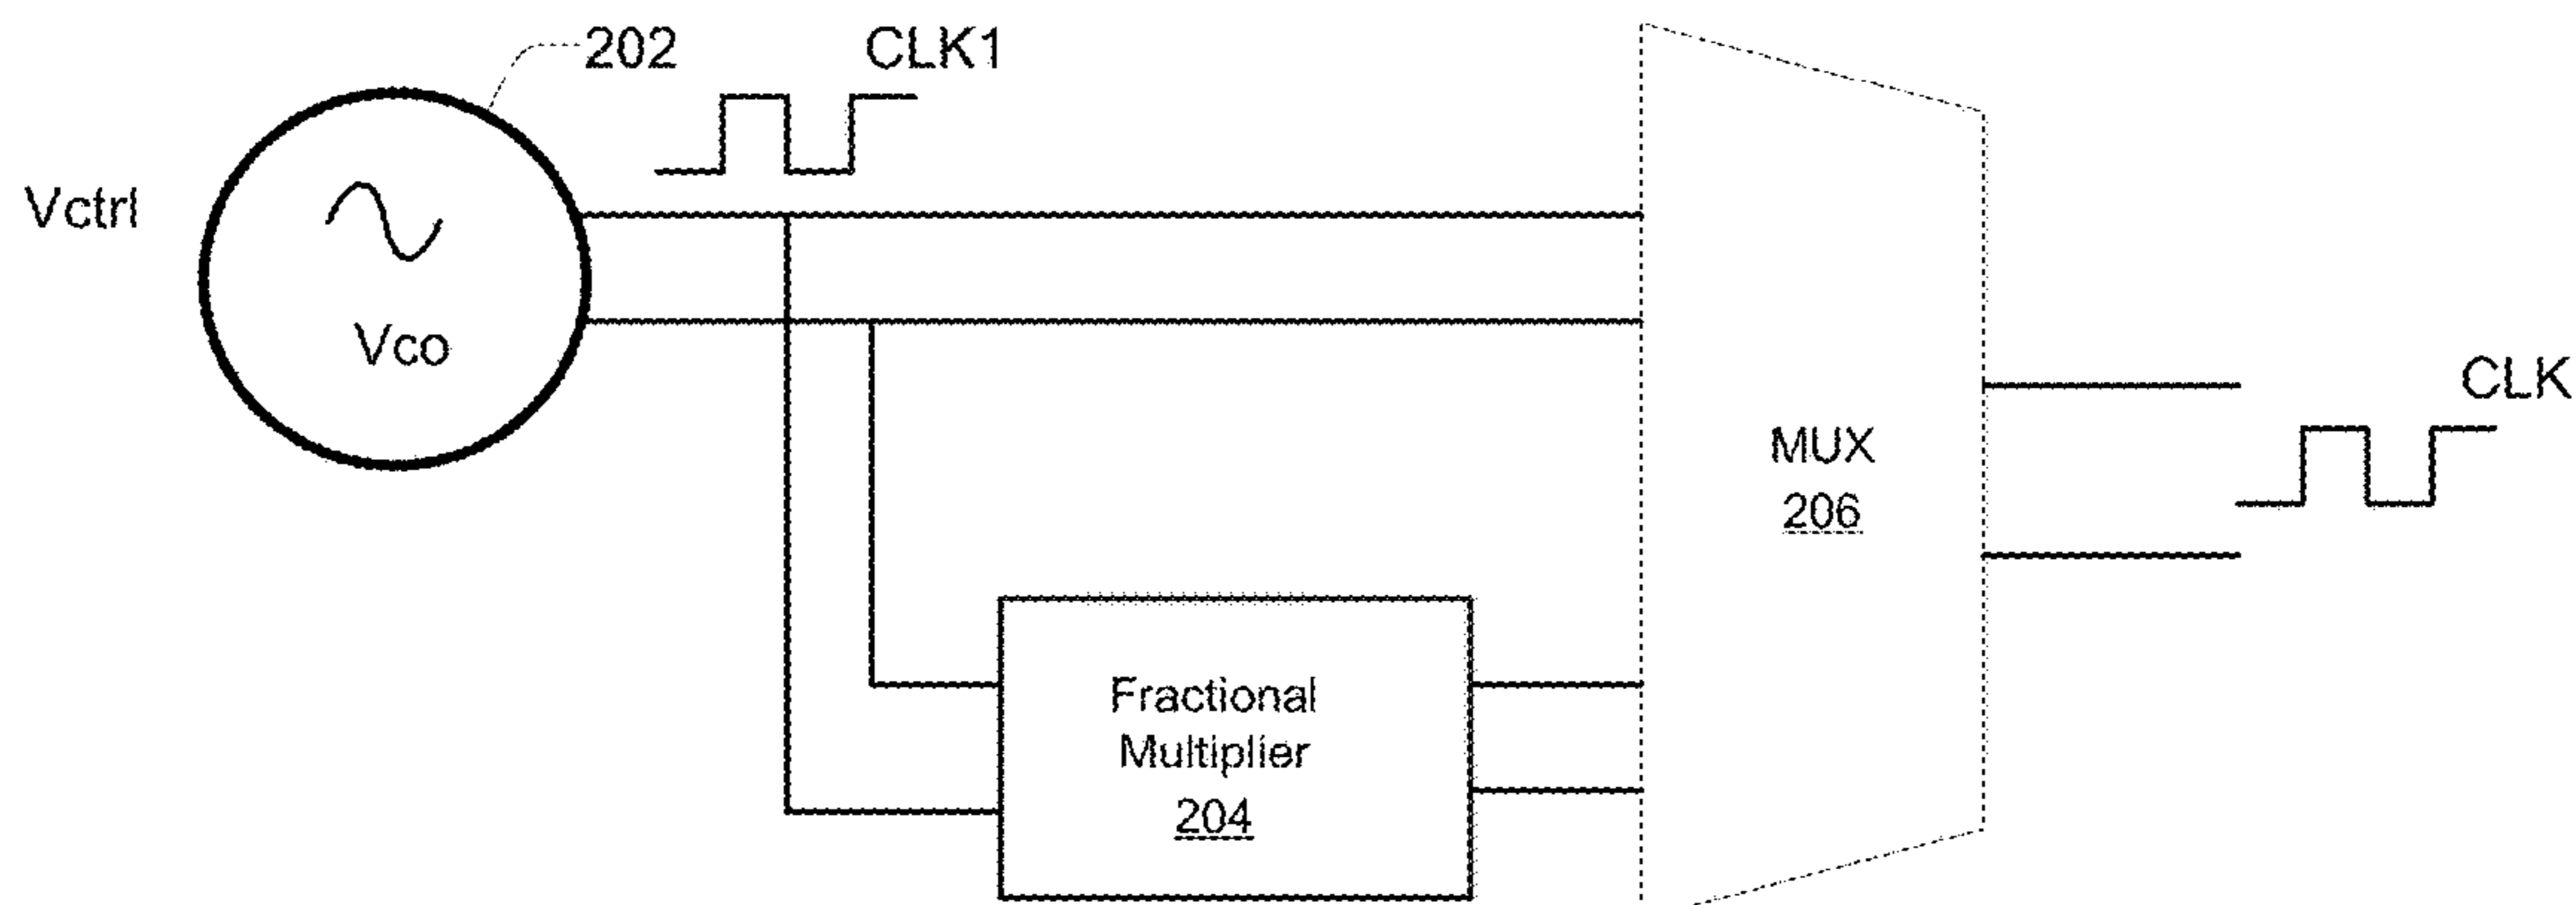 202
CLK1
Vctrl
Vco
CLK
MUX
206
Fractional
Multiplier
204